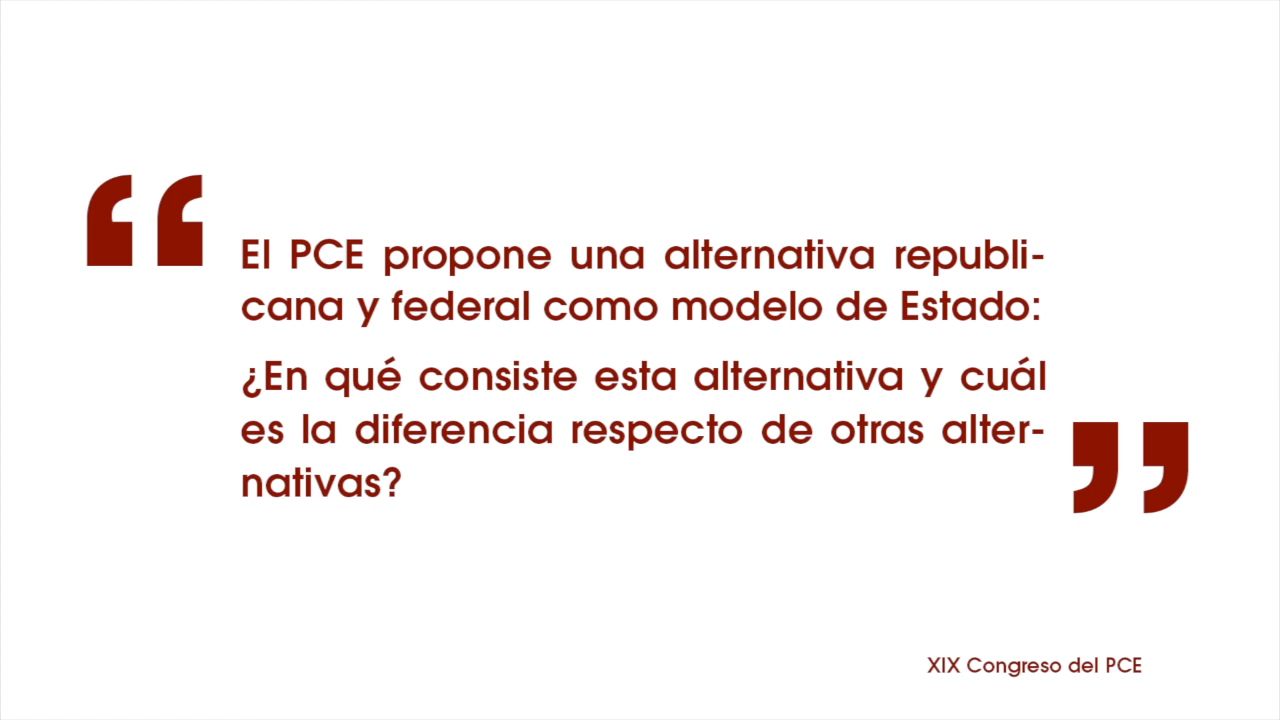 “
El PCE propone una alternativa republi-
cana y federal como modelo de Estado:
¿En qué consiste esta alternativa y cuál
es la diferencia respecto de otras alter-
nativas?
”
XIX Congreso del PCE